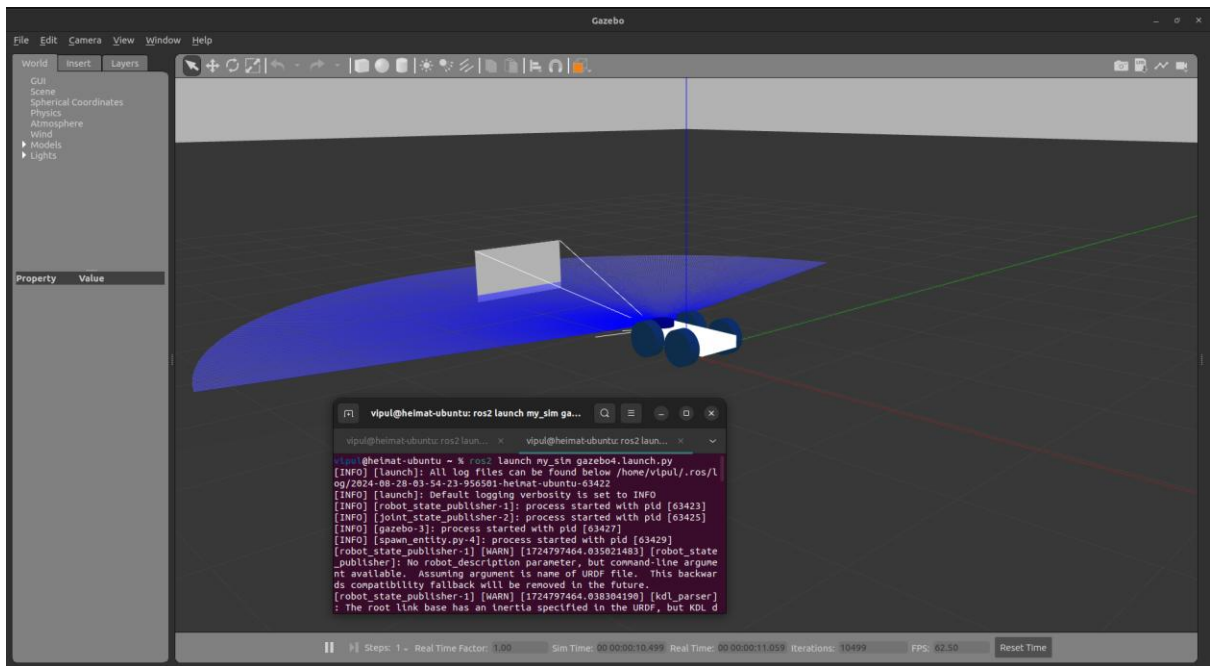 Gazebo
File Edit Camera View Window Help
World Insert Layers
GUI
Scene
Spherical Coordinates
Physics
Atmosphere
Wind
Models
Lights
Property Value
vipul@heimat-ubuntu: ros2 launch my_sim ga...
vipul@heimat-ubuntu: ros2 laun... × vipul@heimat-ubuntu: ros2 laun... ×
vipul@heimat-ubuntu ~ % ros2 launch my_sim gazebo4.launch.py
[INFO] [launch]: All log files can be found below /home/vipul/.ros/l
og/2024-08-28-03-54-23-956501-heimat-ubuntu-63422
[INFO] [launch]: Default logging verbosity is set to INFO
[INFO] [robot_state_publisher-1]: process started with pid [63423]
[INFO] [joint_state_publisher-2]: process started with pid [63425]
[INFO] [gazebo-3]: process started with pid [63427]
[INFO] [spawn_entity.py-4]: process started with pid [63429]
[robot_state_publisher-1] [WARN] [1724797464.035021483] [robot_state
_publisher]: No robot_description parameter, but command-line argume
nt available.  Assuming argument is name of URDF file.  This backwar
ds compatibility fallback will be removed in the future.
[robot_state_publisher-1] [WARN] [1724797464.038304190] [kdl_parser]
: The root link base has an inertia specified in the URDF, but KDL d
Steps: 1 Real Time Factor: 1.00 Sim Time: 00 00:00:10.499 Real Time: 00 00:00:11.059 Iterations: 10499 FPS: 62.50 Reset Time